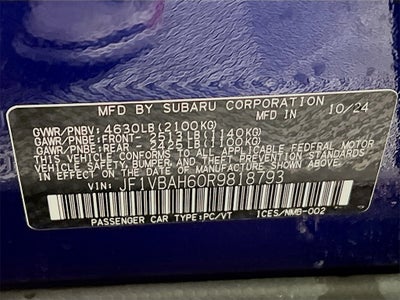 MFD BY SUBARU CORPORATION
MFD IN 10/24
GVWR/PNBV: 4630LB(2100KG)
GAWR/PNBE:FRONT- 2513LB(1140KG)
GAWR/PNBE:REAR - 2425LB(1100KG)
THIS VEHICLE CONFORMS TO ALL APPLICABLE FEDERAL MOTOR
VEHICLE SAFETY BUMPER AND THEFT PREVENTION STANDARDS
IN EFFECT ON THE DATE OF MANUFACTURE SHOWN ABOVE.
VIN: JF1VBAH60R9818793
PASSENGER CAR TYPE:PC/VT ICES/NMB-002